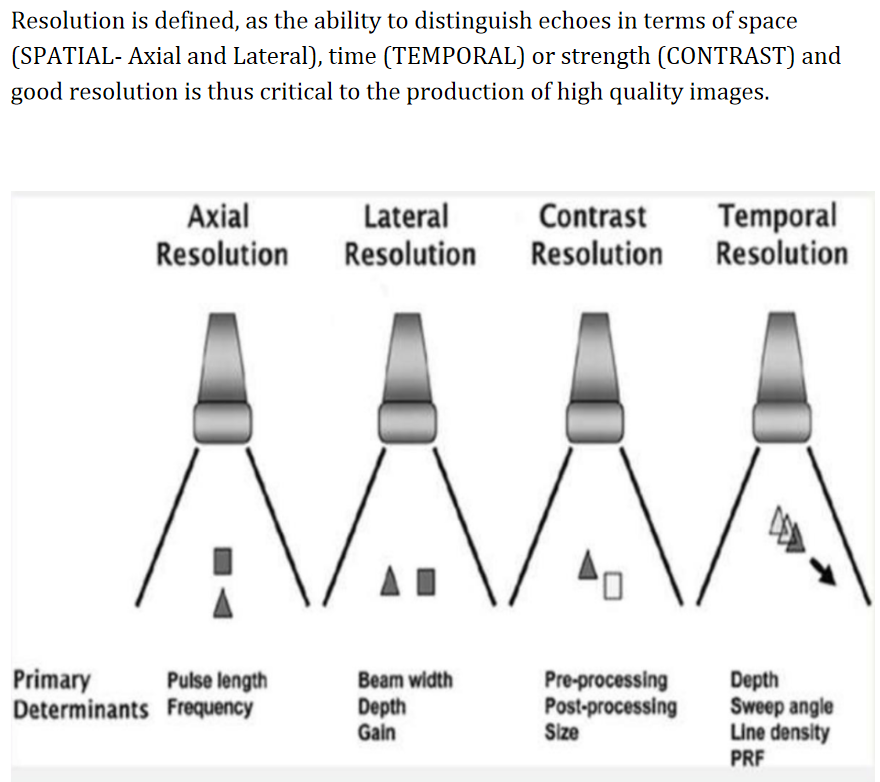 Resolution is defined, as the ability to distinguish echoes in terms of space
(SPATIAL- Axial and Lateral), time (TEMPORAL) or strength (CONTRAST) and
good resolution is thus critical to the production of high quality images.
Axial Resolution
Lateral Resolution
Contrast Resolution
Temporal Resolution
Primary Determinants
Pulse length
Frequency
Beam width
Depth
Gain
Pre-processing
Post-processing
Size
Depth
Sweep angle
Line density
PRF